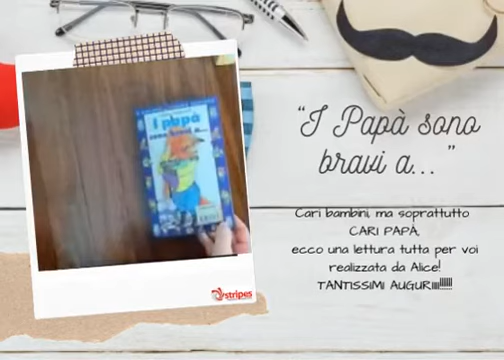 "I Papà sono
bravi a... "
Cari bambini, ma soprattutto
CARI PAPÀ,
ecco una lettura tutta per voi
realizzata da Alice!
TANTISSIMI AUGURIIII!!!!!!
I papà
sono bravi a...
stripes